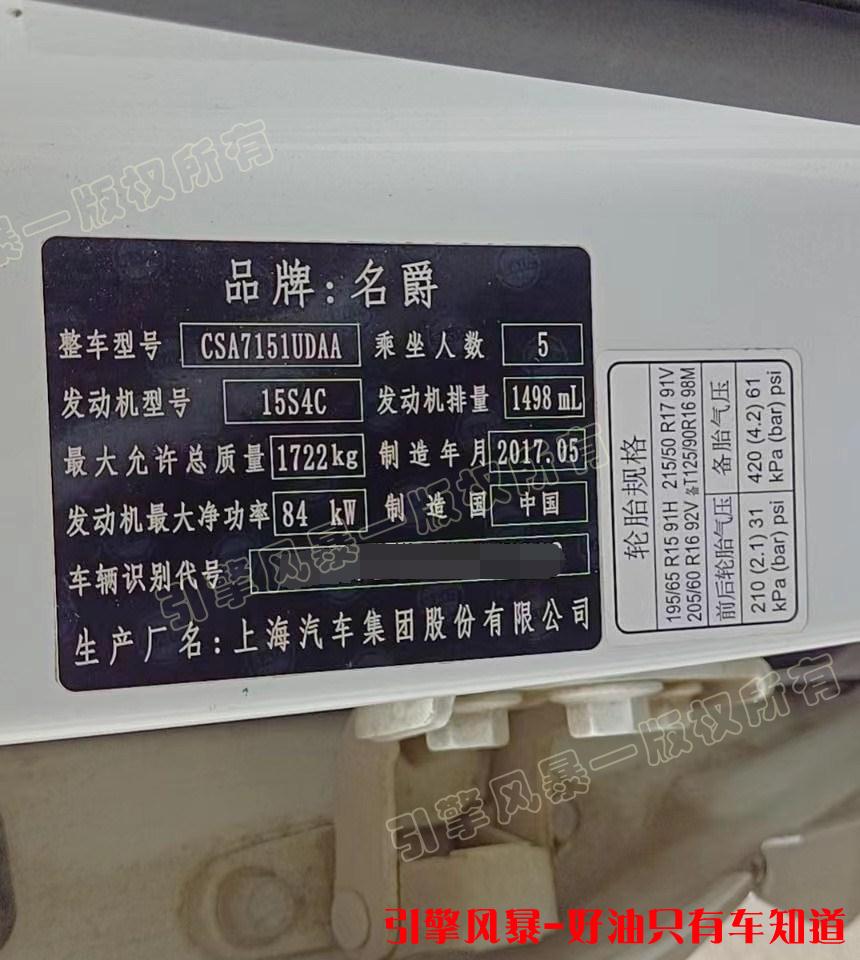 暴一版权所有
品牌:名爵
整车型号 CSA7151UDAA 乘坐人数 5
发动机型号 15S4C 发动机排量 1498 mL
最大允许总质量 1722kg 制造年月 2017.05
发动机最大净功率 84 kW 制造国 中国
车辆识别代号
生产厂名:上海汽车集团股份有限公司
轮胎规格
195/65 R15 91H 215/50 R17 91V
205/60 R16 92V 备T125/90R16 98M
前后轮胎气压 备胎气压
210 (2.1) 31 420 (4.2) 61
kPa (bar) psi kPa (bar) psi
引擎风暴一版权所有
引擎风暴一版权所有
引擎风暴-好油只有车知道